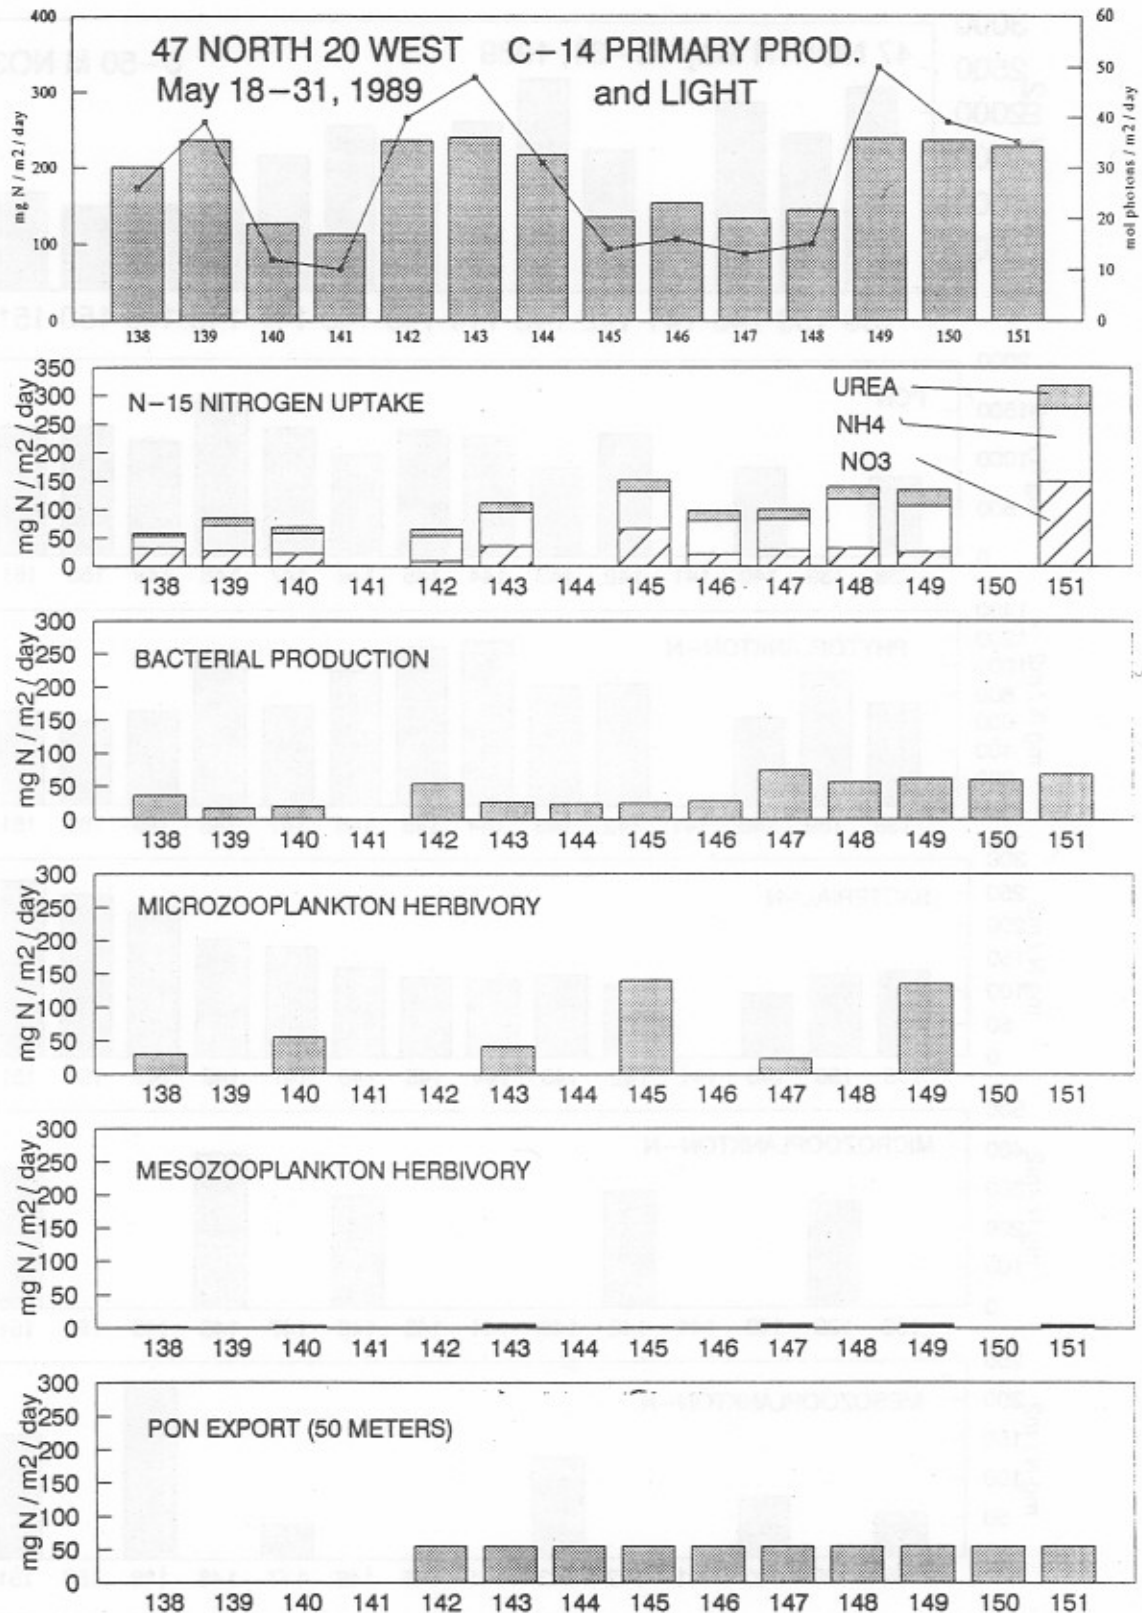 400
300
200
100
0
mg N / m2 / day
47 NORTH 20 WEST C-14 PRIMARY PROD.
May 18-31, 1989 and LIGHT
60
50
40
30
20
10
0
mol photons / m2 / day
138 139 140 141 142 143 144 145 146 147 148 149 150 151
350
300
250
200
150
100
50
0
mg N / m2 / day
N-15 NITROGEN UPTAKE
UREA
NH4
NO3
138 139 140 142 143 144 145 146 147 148 149 150 151
300
250
200
150
100
50
0
mg N / m2 / day
BACTERIAL PRODUCTION
138 139 140 141 142 143 144 145 146 147 148 149 150 151
300
250
200
150
100
50
0
mg N / m2 / day
MICROZOOPLANKTON HERBIVORY
138 139 140 141 142 143 144 145 146 147 148 149 150 151
300
250
200
150
100
50
0
mg N / m2 / day
MESOZOOPLANKTON HERBIVORY
138 139 140 141 142 143 144 145 146 147 148 149 150 151
300
250
200
150
100
50
0
mg N / m2 / day
PON EXPORT (50 METERS)
138 139 140 141 142 143 144 145 146 147 148 149 150 151